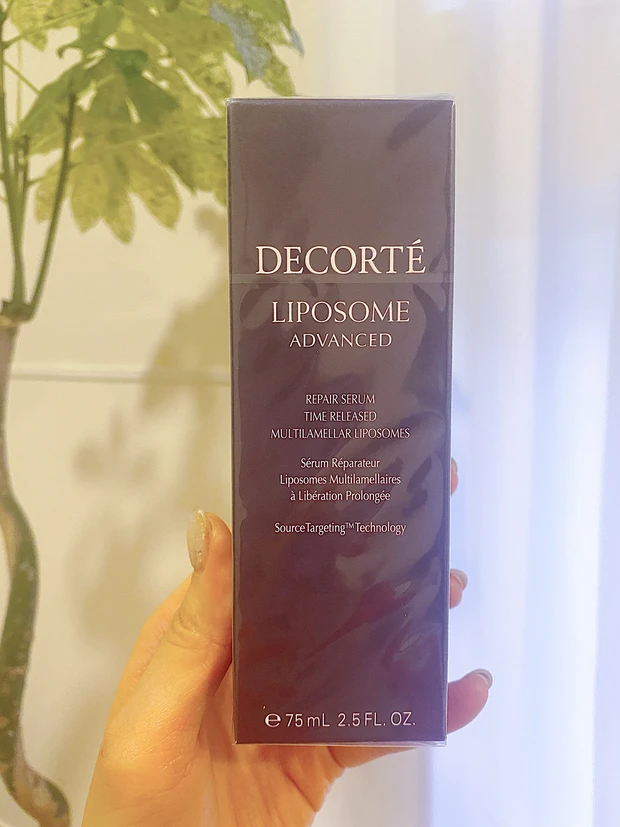 DECORTÉ
LIPOSOME
ADVANCED
REPAIR SERUM
TIME RELEASED
MULTILAMELLAR LIPOSOMES
Sérum Réparateur
Liposomes Multilamellaires
à Libération Prolongée
SourceTargeting™ Technology
℮ 75 mL 2.5 FL. OZ.